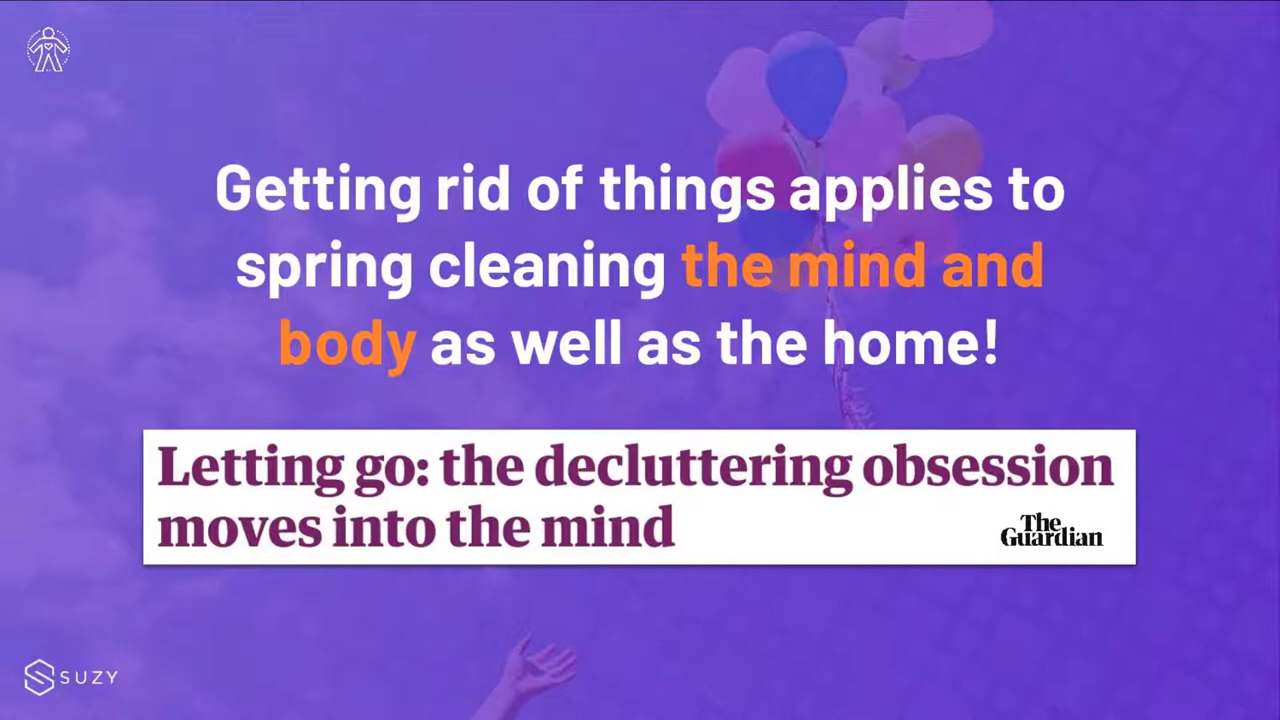 Getting rid of things applies to
spring cleaning the mind and
body as well as the home!
Letting go: the decluttering obsession
moves into the mind
The
Guardian
SUZY